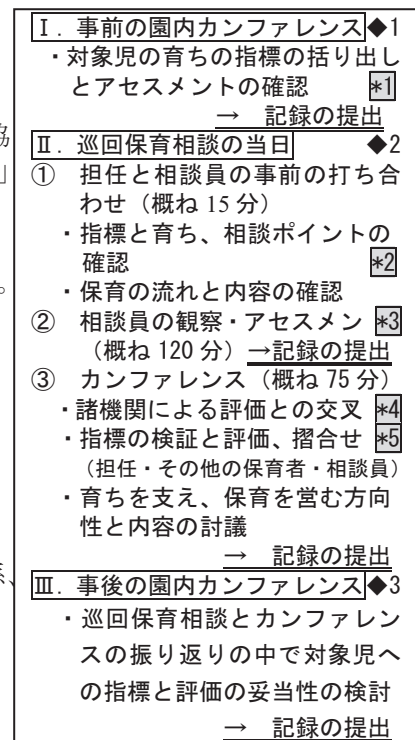 Ⅰ．事前の園内カンファレンス◆1
・対象児の育ちの指標の括り出し
とアセスメントの確認 *1
→ 記録の提出
Ⅱ．巡回保育相談の当日 ◆2
① 担任と相談員の事前の打ち合
わせ（概ね 15 分）
・指標と育ち、相談ポイントの
確認 *2
・保育の流れと内容の確認
② 相談員の観察・アセスメン *3
（概ね 120 分）→記録の提出
③ カンファレンス（概ね 75 分）
・諸機関による評価との交叉 *4
・指標の検証と評価、摺合せ *5
（担任・その他の保育者・相談員）
・育ちを支え、保育を営む方向
性と内容の討議
→ 記録の提出
Ⅲ．事後の園内カンファレンス◆3
・巡回保育相談とカンファレン
スの振り返りの中で対象児へ
の指標と評価の妥当性の検討
→ 記録の提出